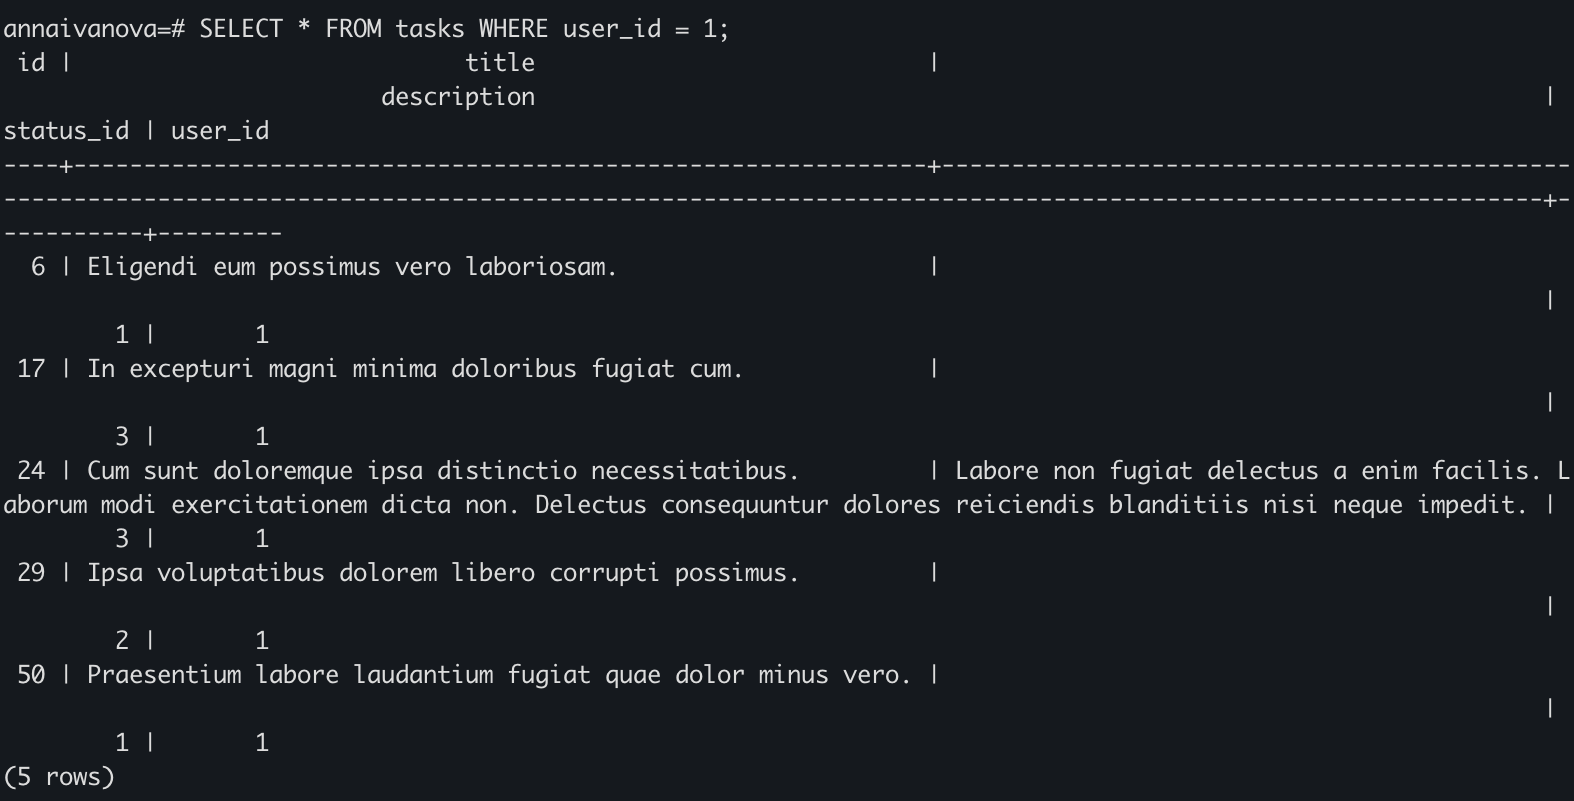 annaivanova=# SELECT * FROM tasks WHERE user_id = 1;
 id |                            title                            |
                           description                                                                         |
status_id | user_id
----+-------------------------------------------------------------+---------------------------------------------
--------------------------------------------------------------------------------------------------------------+-
----------+---------
  6 | Eligendi eum possimus vero laboriosam.                      |
                                                                                                               |
        1 |       1
 17 | In excepturi magni minima doloribus fugiat cum.             |
                                                                                                               |
        3 |       1
 24 | Cum sunt doloremque ipsa distinctio necessitatibus.         | Labore non fugiat delectus a enim facilis. L
aborum modi exercitationem dicta non. Delectus consequuntur dolores reiciendis blanditiis nisi neque impedit. |
        3 |       1
 29 | Ipsa voluptatibus dolorem libero corrupti possimus.         |
                                                                                                               |
        2 |       1
 50 | Praesentium labore laudantium fugiat quae dolor minus vero. |
                                                                                                               |
        1 |       1
(5 rows)